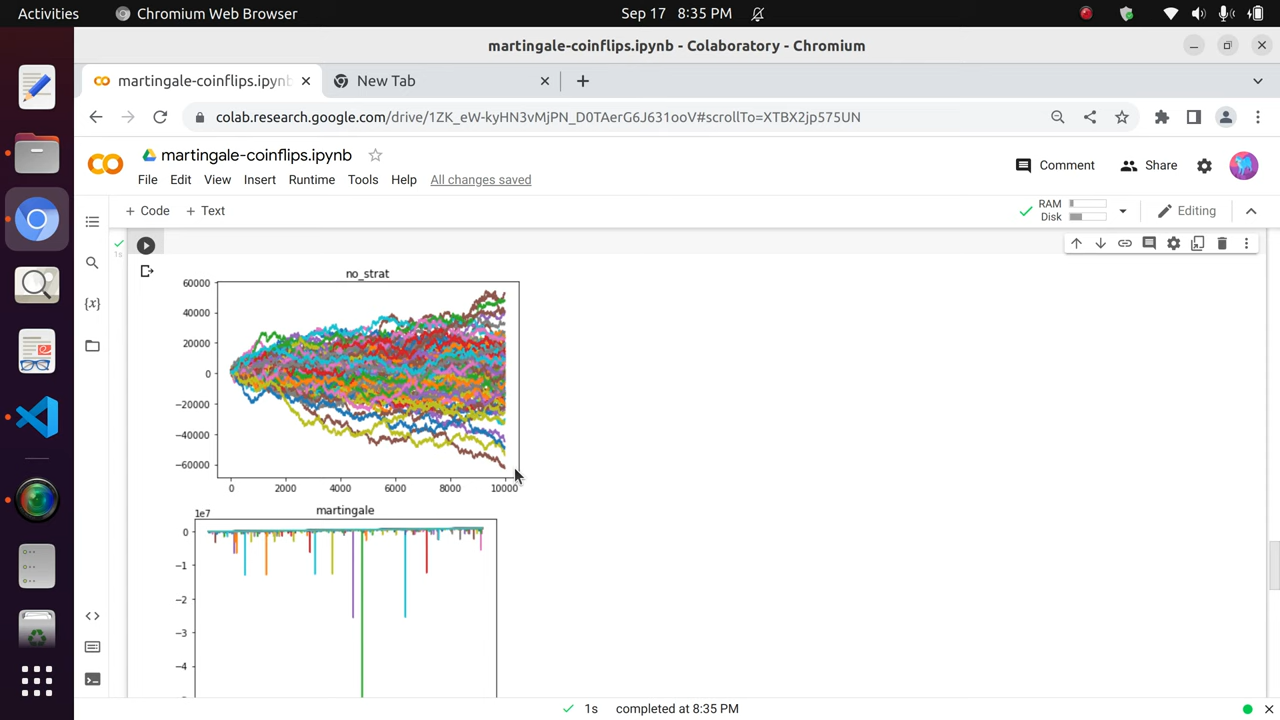 Activities Chromium Web Browser Sep 17 8:35 PM
martingale-coinflips.ipynb - Colaboratory - Chromium
martingale-coinflips.ipynb New Tab
colab.research.google.com/drive/1ZK_eW-kyHN3vMjPN_D0TAerG6J631ooV#scrollTo=XTBX2jp575UN
martingale-coinflips.ipynb
Comment Share
File Edit View Insert Runtime Tools Help All changes saved
+ Code + Text
RAM
Disk
Editing
1s
no_strat
60000
40000
20000
0
−20000
−40000
−60000
0 2000 4000 6000 8000 10000
martingale
1e7
0
−1
−2
−3
−4
{x}
1s completed at 8:35 PM